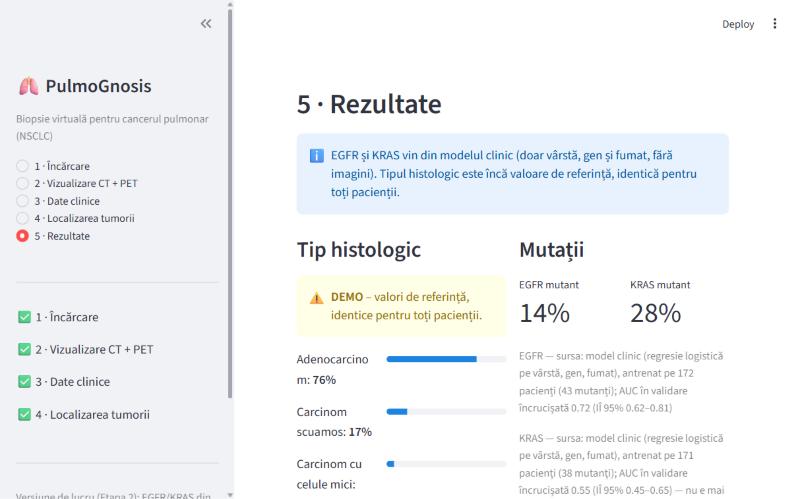 Deploy
PulmoGnosis
Biopsie virtuală pentru cancerul pulmonar
(NSCLC)
1 · Încărcare
2 · Vizualizare CT + PET
3 · Date clinice
4 · Localizarea tumorii
5 · Rezultate
1 · Încărcare
2 · Vizualizare CT + PET
3 · Date clinice
4 · Localizarea tumorii
Versiune de lucru (Etapa 2): EGFR/KRAS din
5 · Rezultate
EGFR și KRAS vin din modelul clinic (doar vârstă, gen și fumat, fără
imagini). Tipul histologic este încă valoare de referință, identică pentru
toți pacienții.
Tip histologic
DEMO – valori de referință,
identice pentru toți pacienții.
Adenocarcino
m: 76%
Carcinom
scuamos: 17%
Carcinom cu
celule mici:
Mutații
EGFR mutant
14%
KRAS mutant
28%
EGFR — sursa: model clinic (regresie logistică
pe vârstă, gen, fumat), antrenat pe 172
pacienți (43 mutanți); AUC în validare
încrucișată 0.72 (IÎ 95% 0.62–0.81)
KRAS — sursa: model clinic (regresie logistică
pe vârstă, gen, fumat), antrenat pe 171
pacienți (38 mutanți); AUC în validare
încrucișată 0.55 (IÎ 95% 0.45–0.65) — nu e mai